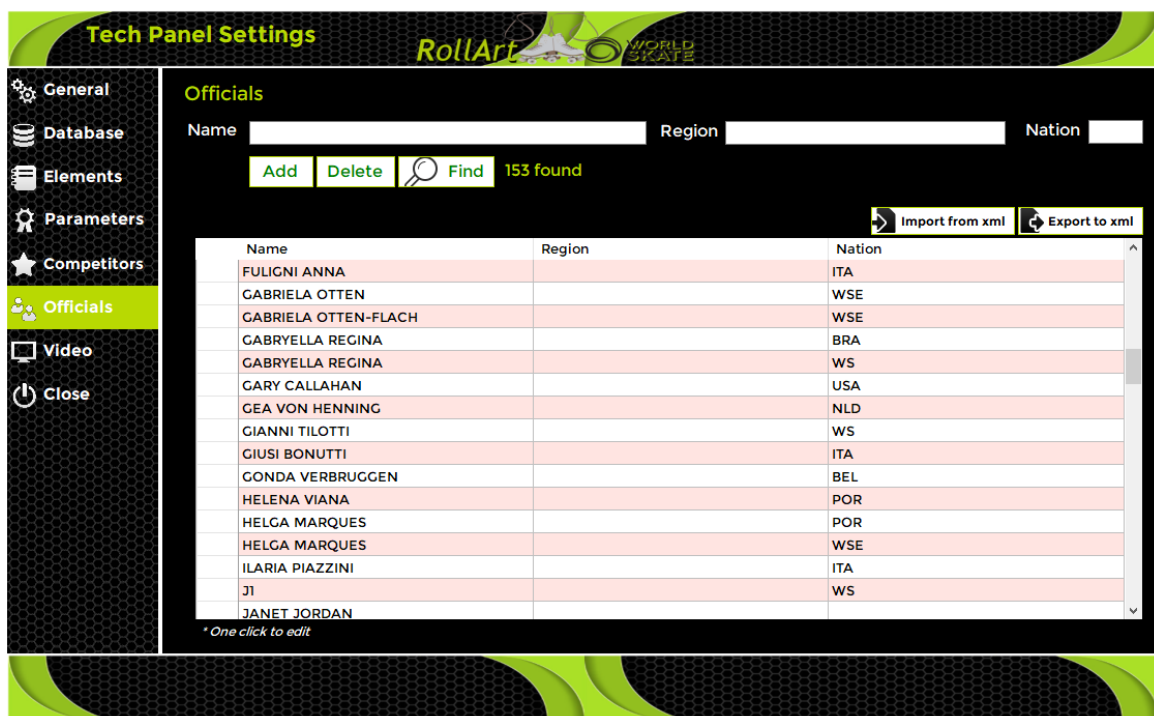 Tech Panel Settings
RollArt WORLD SKATE
General
Database
Elements
Parameters
Competitors
Officials
Video
Close
Officials
Name Region Nation
Add Delete Find 153 found
Import from xml Export to xml
Name Region Nation
FULIGNI ANNA ITA
GABRIELA OTTEN WSE
GABRIELA OTTEN-FLACH WSE
GABRYELLA REGINA BRA
GABRYELLA REGINA WS
GARY CALLAHAN USA
GEA VON HENNING NLD
GIANNI TILOTTI WS
GIUSI BONUTTI ITA
GONDA VERBRUGGEN BEL
HELENA VIANA POR
HELGA MARQUES POR
HELGA MARQUES WSE
ILARIA PIAZZINI ITA
J1 WS
JANET JORDAN
* One click to edit